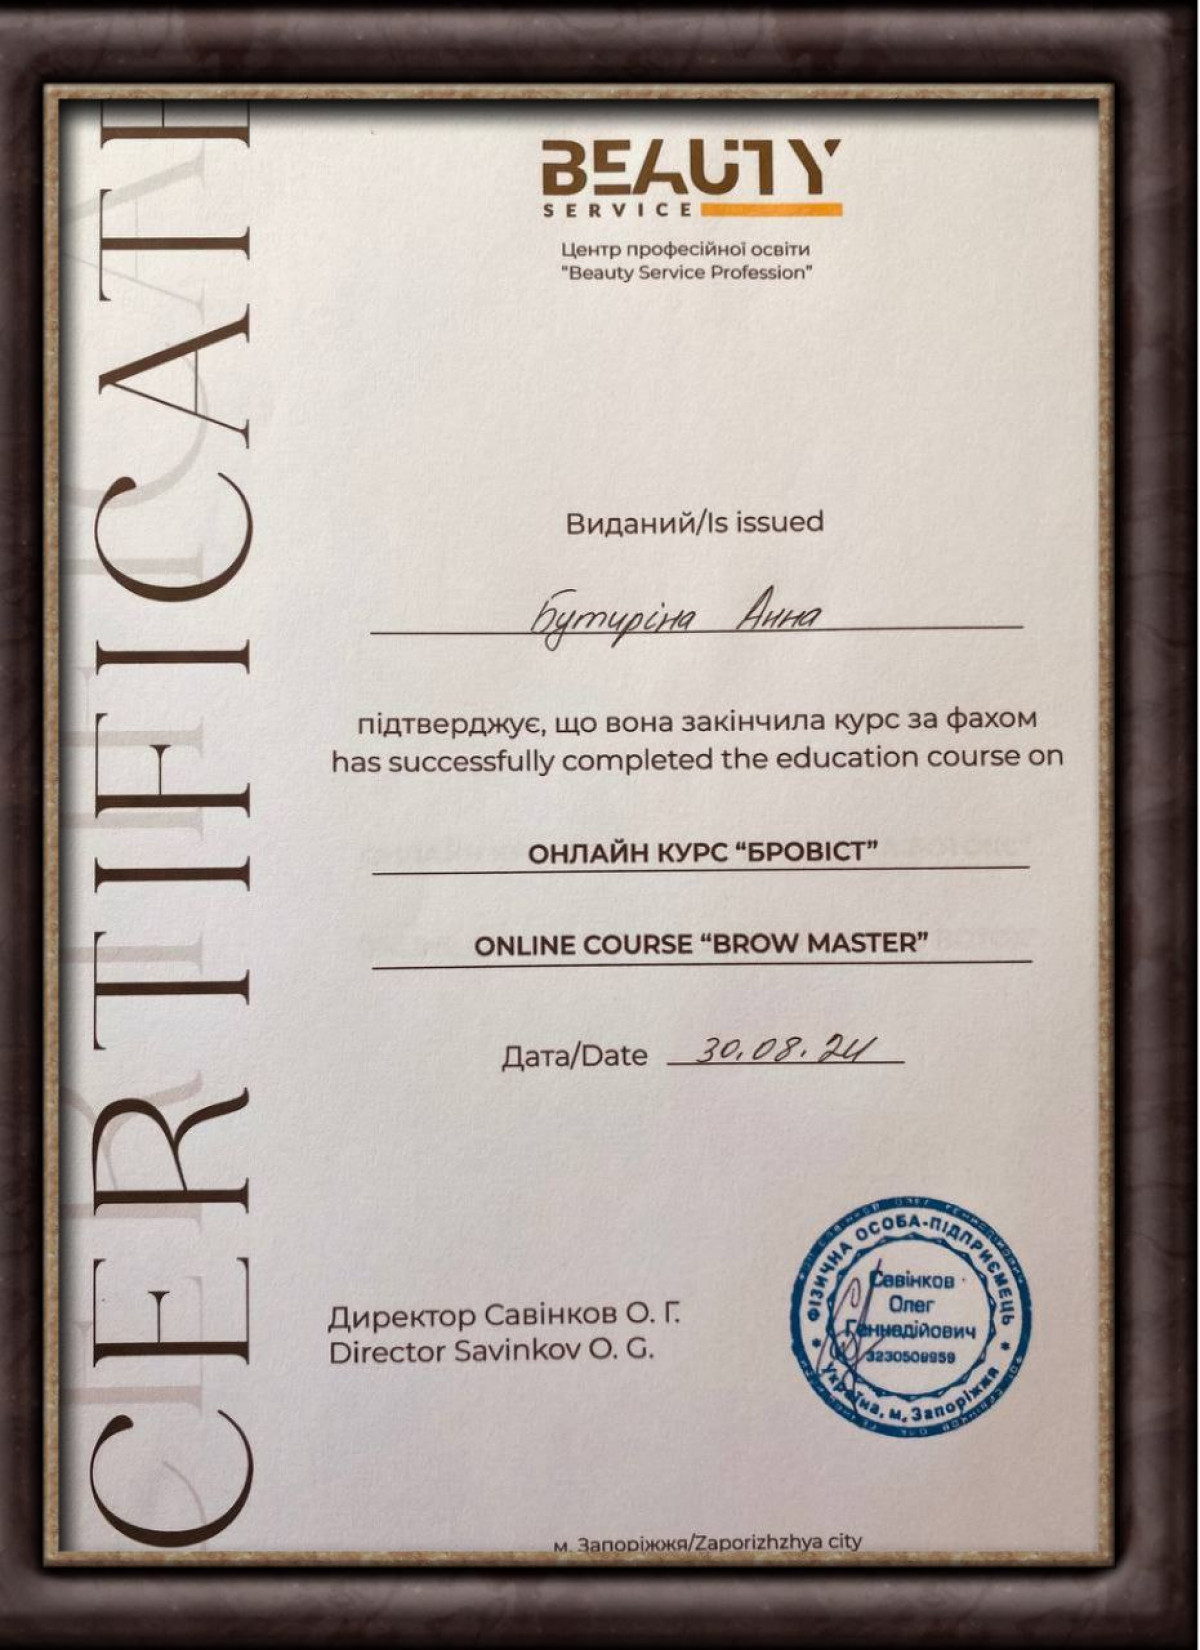 CERTIFICATE
BEAUTY
SERVICE
Центр професійної освіти
"Beauty Service Profession"
Виданий/Is issued
Бутиріна Анна
підтверджує, що вона закінчила курс за фахом
has successfully completed the education course on
ОНЛАЙН КУРС “БРОВІСТ”
ONLINE COURSE “BROW MASTER”
Дата/Date 30.08.24
Директор Савінков О. Г.
Director Savinkov O. G.
ФІЗИЧНА ОСОБА-ПІДПРИЄМЕЦЬ
Савінков
Олег
Геннадійович
3230509959
Україна, м. Запоріжжя
м. Запоріжжя/Zaporizhzhya city